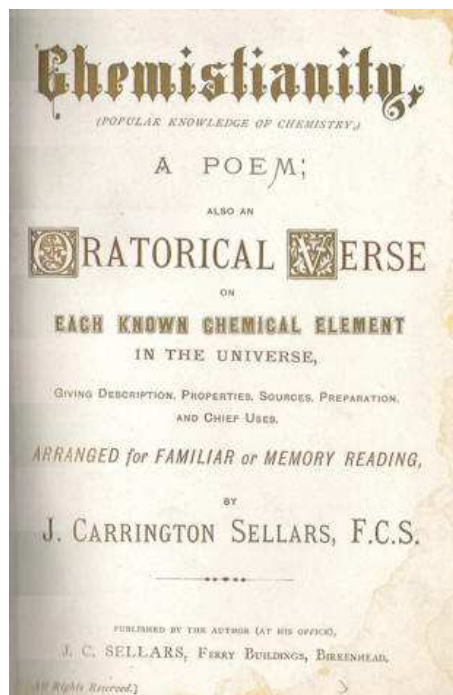 Chemistianity,
(POPULAR KNOWLEDGE OF CHEMISTRY,)
A POEM;
ALSO AN
ORATORICAL VERSE
ON
EACH KNOWN CHEMICAL ELEMENT
IN THE UNIVERSE,
GIVING DESCRIPTION, PROPERTIES, SOURCES, PREPARATION,
AND CHIEF USES.
ARRANGED for FAMILIAR or MEMORY READING,
BY
J. CARRINGTON SELLARS, F.C.S.
PUBLISHED BY THE AUTHOR (AT HIS OFFICE),
J. C. SELLARS, FERRY BUILDINGS, BIRKENHEAD.
All Rights Reserved.]